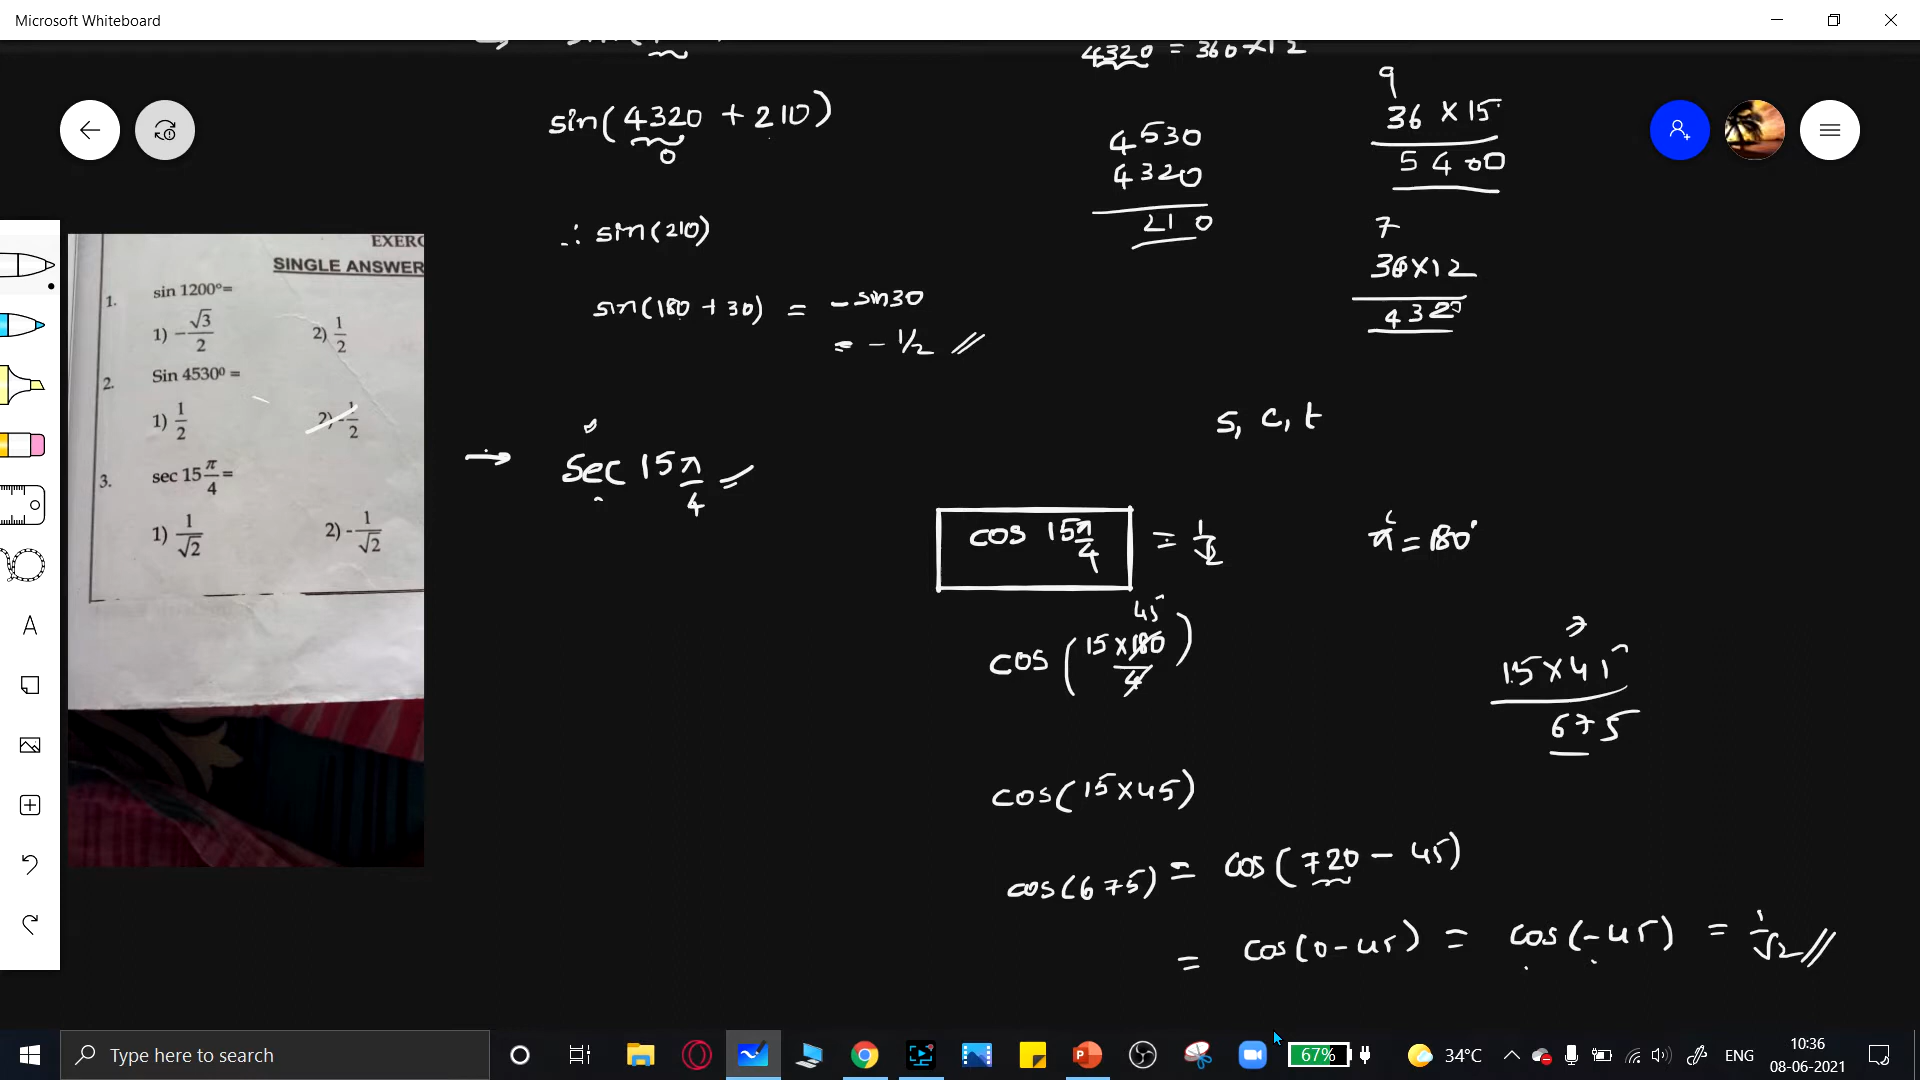 Microsoft Whiteboard
4320 = 360×12
sin(4320 + 210)
0
∴ sin(210)
sin(180 + 30) = -sin30
= - 1/2 //
4530
4320
210
9
36 × 15
5400
7
36×12
4320
EXERC
SINGLE ANSWER
1. sin 1200°=
1) -√3/2 2) 1/2
2. Sin 4530⁰ =
1) 1/2 2) -1/2
3. sec 15 π/4 =
1) 1/√2 2) - 1/√2
→ sec 15π/4
s, c, t
cos 15π/4 = 1/√2
π^c = 180°
45
cos(15×180/4)
15×45
675
cos(15×45)
cos(675) = cos(720 - 45)
= cos(0-45) = cos(-45) = 1/√2 //
A
Type here to search
67%
34°C
ENG
10:36
08-06-2021